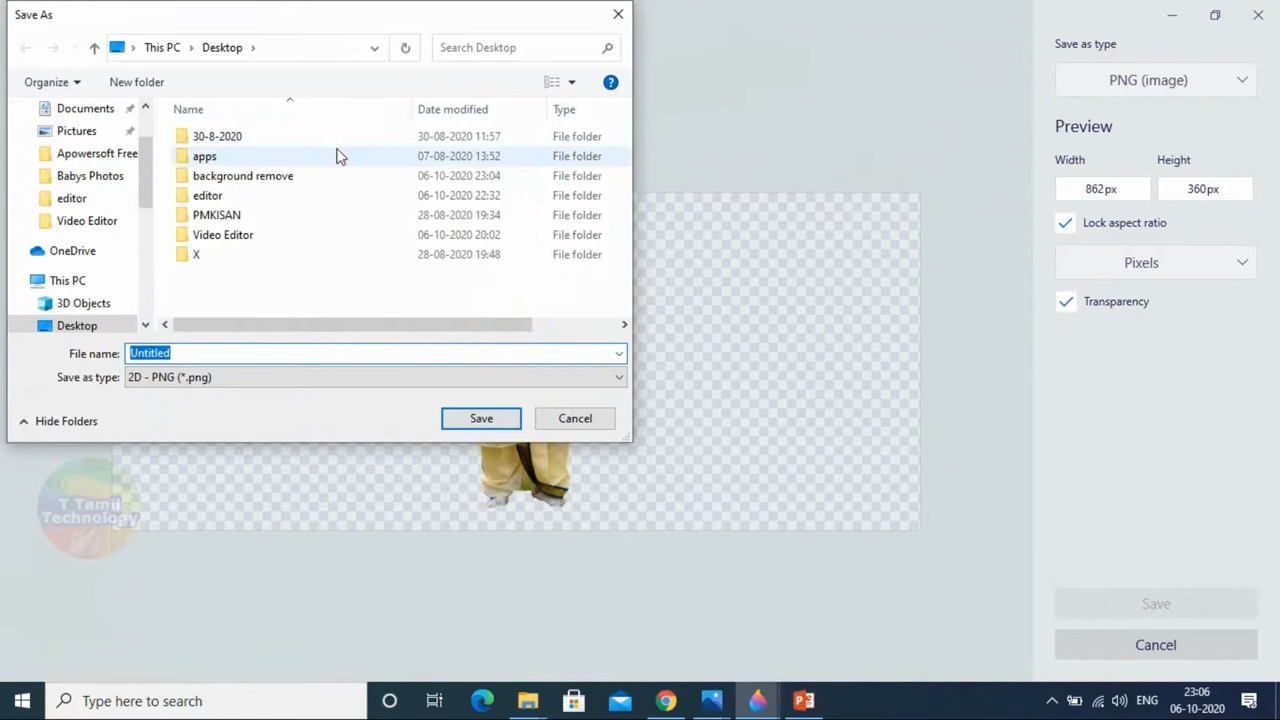 Save As
This PC
Desktop
Search Desktop
Organize
New folder
Documents
Pictures
Apowersoft Free
Babys Photos
editor
Video Editor
OneDrive
This PC
3D Objects
Desktop
Name
Date modified
Type
30-8-2020 30-08-2020 11:57 File folder
apps 07-08-2020 13:52 File folder
background remove 06-10-2020 23:04 File folder
editor 06-10-2020 22:32 File folder
PMKISAN 28-08-2020 19:34 File folder
Video Editor 06-10-2020 20:02 File folder
X 28-08-2020 19:48 File folder
File name: Untitled
Save as type: 2D - PNG (*.png)
Hide Folders
Save
Cancel
T Tamil
Technology
Save as type
PNG (image)
Preview
Width
Height
862px
360px
Lock aspect ratio
Pixels
Transparency
Save
Cancel
Type here to search
ENG
23:06
06-10-2020